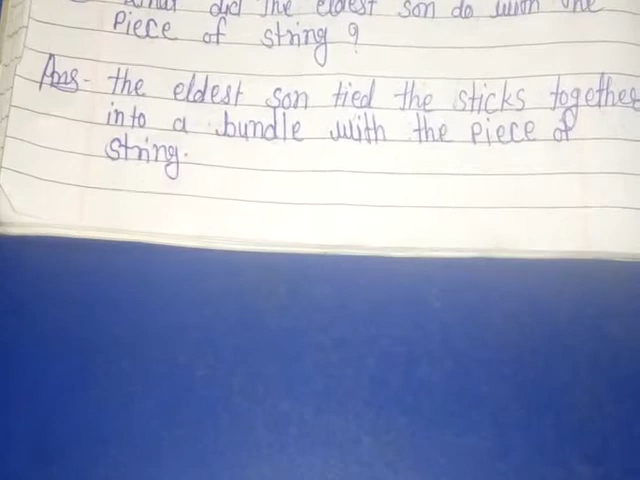 What did the eldest son do with the
Piece of string ?
Ans - the eldest son tied the sticks together
into a bundle with the Piece of
string.